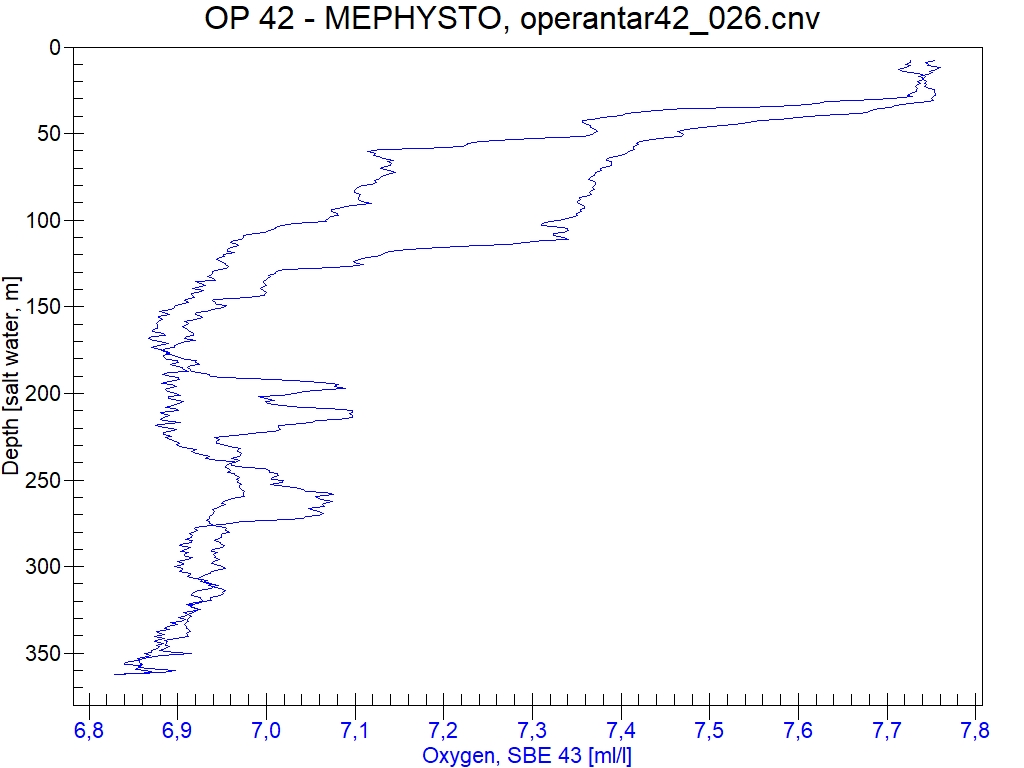 OP 42 - MEPHYSTO, operantar42_026.cnv
0
50
100
150
200
250
300
350
Depth [salt water, m]
6,8 6,9 7,0 7,1 7,2 7,3 7,4 7,5 7,6 7,7 7,8
Oxygen, SBE 43 [ml/l]